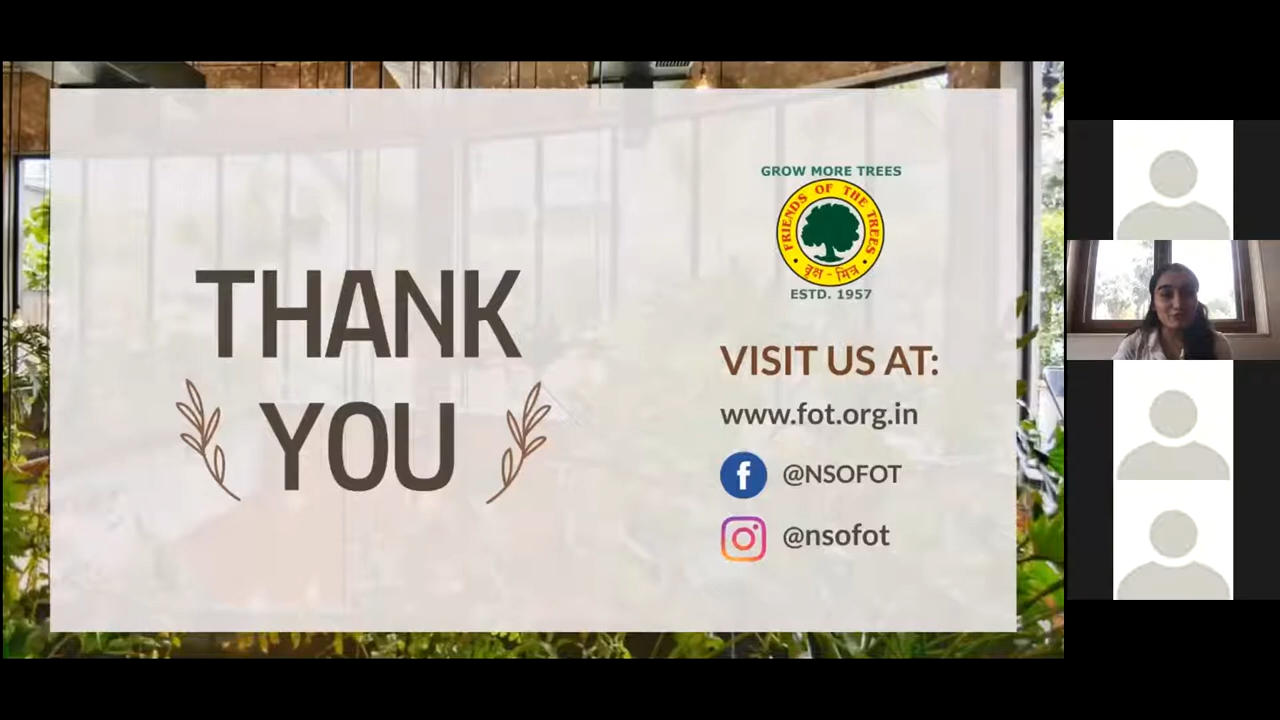 THANK
YOU
GROW MORE TREES
FRIENDS OF THE TREES
वृक्ष - मित्र
ESTD. 1957
VISIT US AT:
www.fot.org.in
@NSOFOT
@nsofot